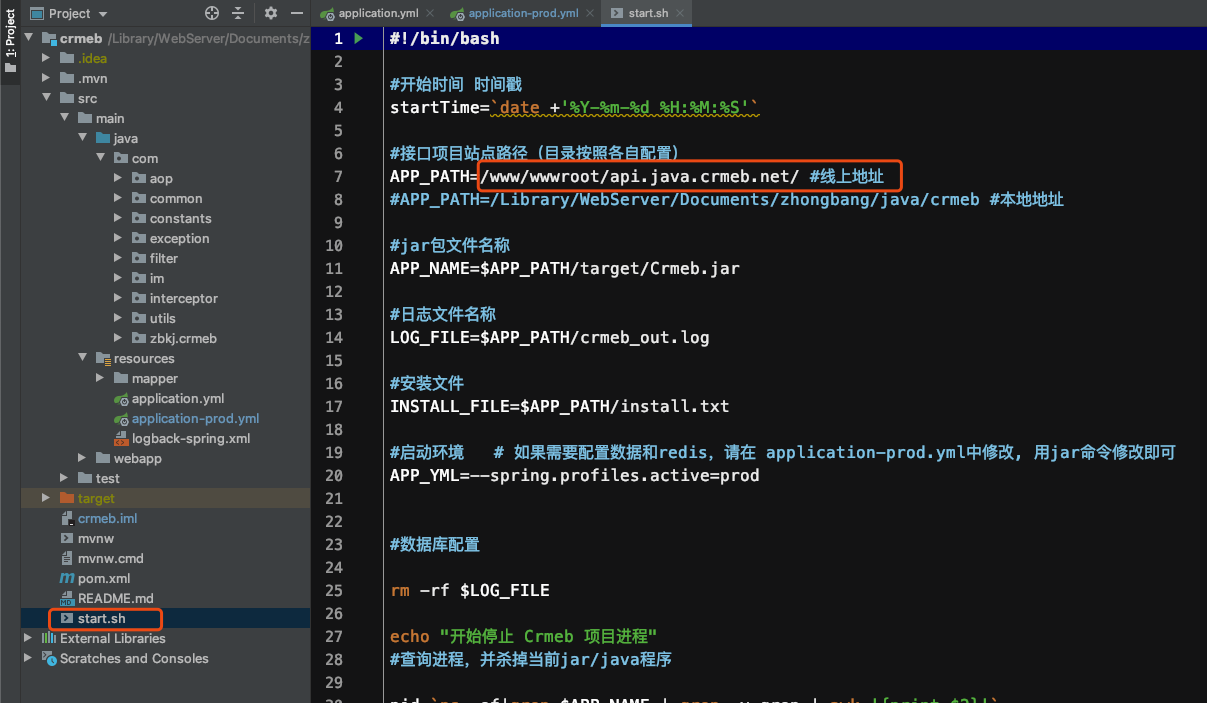 1: Project
Project
application.yml
application-prod.yml
start.sh
crmeb /Library/WebServer/Documents/z
.idea
.mvn
src
main
java
com
aop
common
constants
exception
filter
im
interceptor
utils
zbkj.crmeb
resources
mapper
application.yml
application-prod.yml
logback-spring.xml
webapp
test
target
crmeb.iml
mvnw
mvnw.cmd
pom.xml
README.md
start.sh
External Libraries
Scratches and Consoles
1 #!/bin/bash
2
3 #开始时间 时间戳
4 startTime=`date +'%Y-%m-%d %H:%M:%S'`
5
6 #接口项目站点路径（目录按照各自配置）
7 APP_PATH=/www/wwwroot/api.java.crmeb.net/ #线上地址
8 #APP_PATH=/Library/WebServer/Documents/zhongbang/java/crmeb #本地地址
9
10 #jar包文件名称
11 APP_NAME=$APP_PATH/target/Crmeb.jar
12
13 #日志文件名称
14 LOG_FILE=$APP_PATH/crmeb_out.log
15
16 #安装文件
17 INSTALL_FILE=$APP_PATH/install.txt
18
19 #启动环境   # 如果需要配置数据和redis，请在 application-prod.yml中修改, 用jar命令修改即可
20 APP_YML=--spring.profiles.active=prod
21
22
23 #数据库配置
24
25 rm -rf $LOG_FILE
26
27 echo "开始停止 Crmeb 项目进程"
28 #查询进程，并杀掉当前jar/java程序
29